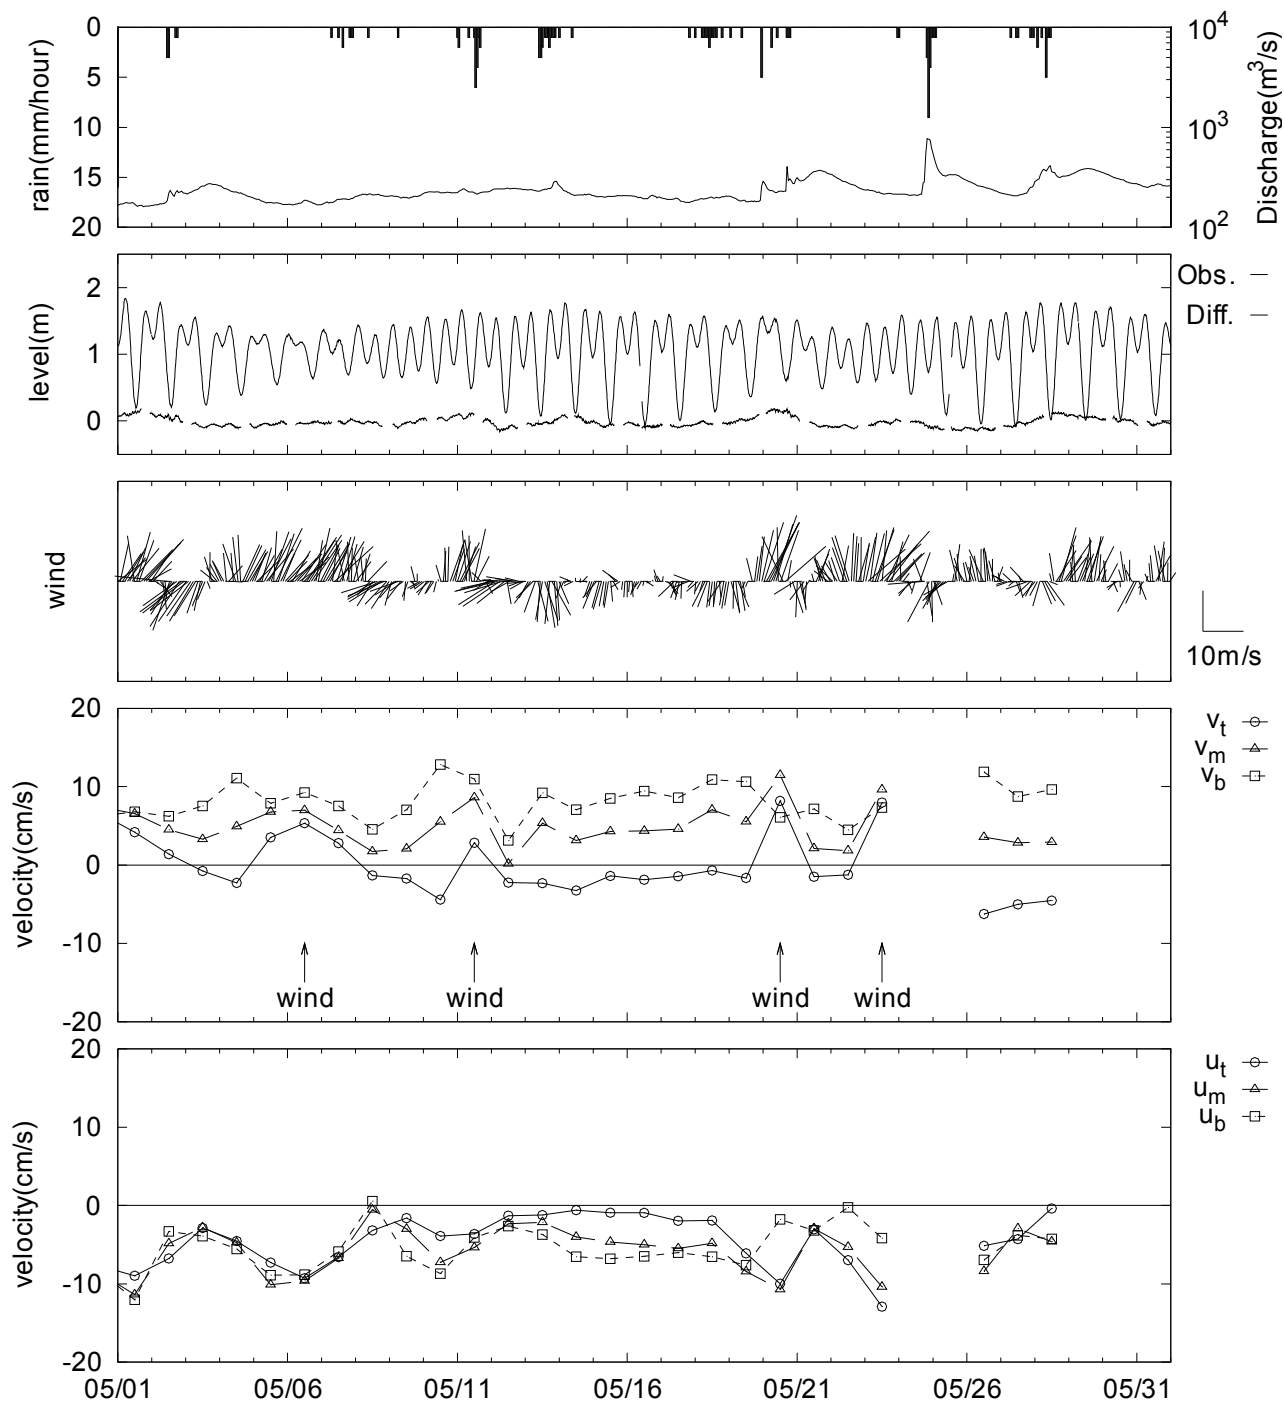 0
5
10
15
20
rain(mm/hour)
10^4
10^3
10^2
Discharge(m^3/s)
2
1
0
level(m)
Obs.
Diff.
wind
10m/s
20
10
0
-10
-20
velocity(cm/s)
v_t
v_m
v_b
wind wind wind wind
20
10
0
-10
-20
velocity(cm/s)
u_t
u_m
u_b
05/01 05/06 05/11 05/16 05/21 05/26 05/31